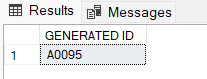 Results Messages
GENERATED ID
1 A0095